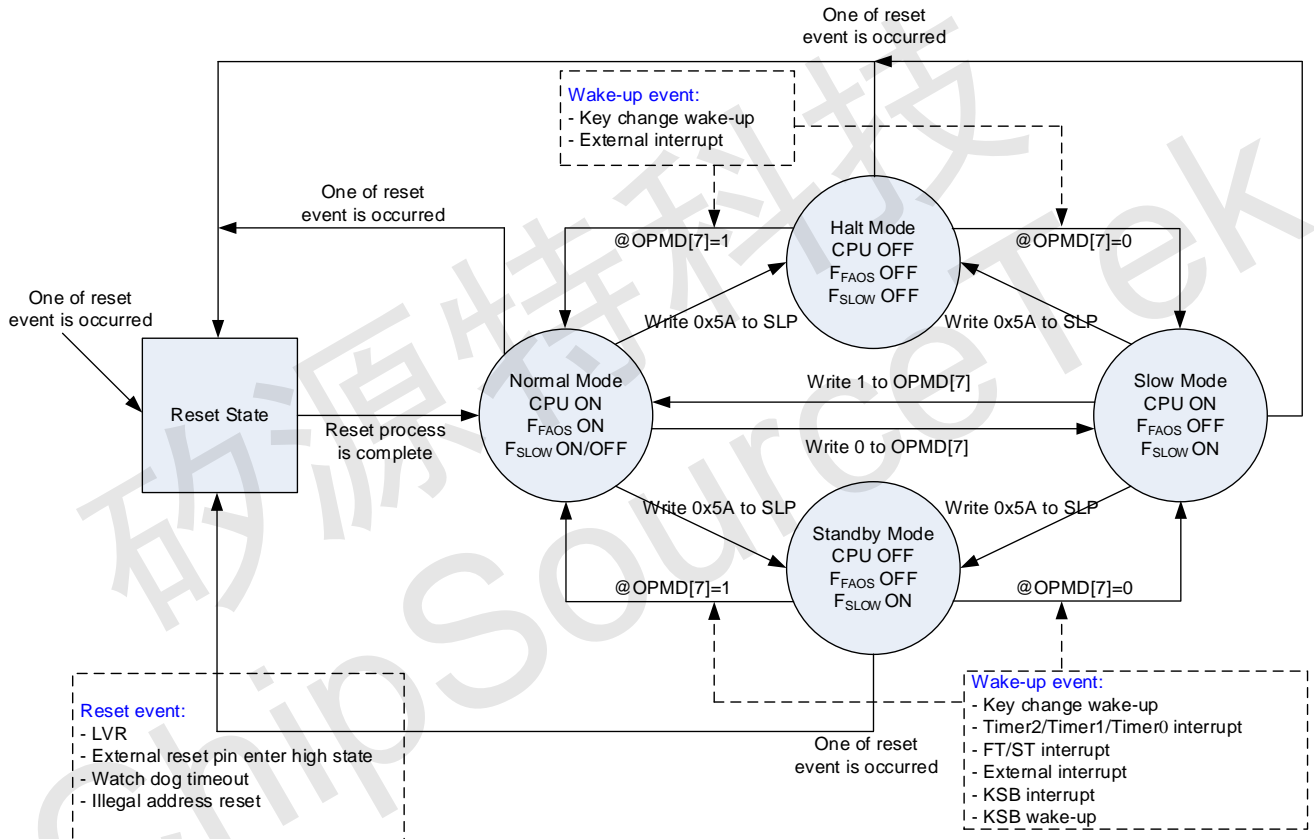 One of reset
event is occurred
Wake-up event:
- Key change wake-up
- External interrupt
One of reset
event is occurred
@OPMD[7]=1
Halt Mode
CPU OFF
FFAOS OFF
FSLOW OFF
@OPMD[7]=0
One of reset
event is occurred
Write 0x5A to SLP
Write 0x5A to SLP
Reset State
Reset process
is complete
Normal Mode
CPU ON
FFAOS ON
FSLOW ON/OFF
Write 1 to OPMD[7]
Write 0 to OPMD[7]
Slow Mode
CPU ON
FFAOS OFF
FSLOW ON
Write 0x5A to SLP
Write 0x5A to SLP
Standby Mode
CPU OFF
FFAOS OFF
FSLOW ON
@OPMD[7]=1
@OPMD[7]=0
Reset event:
- LVR
- External reset pin enter high state
- Watch dog timeout
- Illegal address reset
One of reset
event is occurred
Wake-up event:
- Key change wake-up
- Timer2/Timer1/Timer0 interrupt
- FT/ST interrupt
- External interrupt
- KSB interrupt
- KSB wake-up
矽源特科技
ChipSourceTek